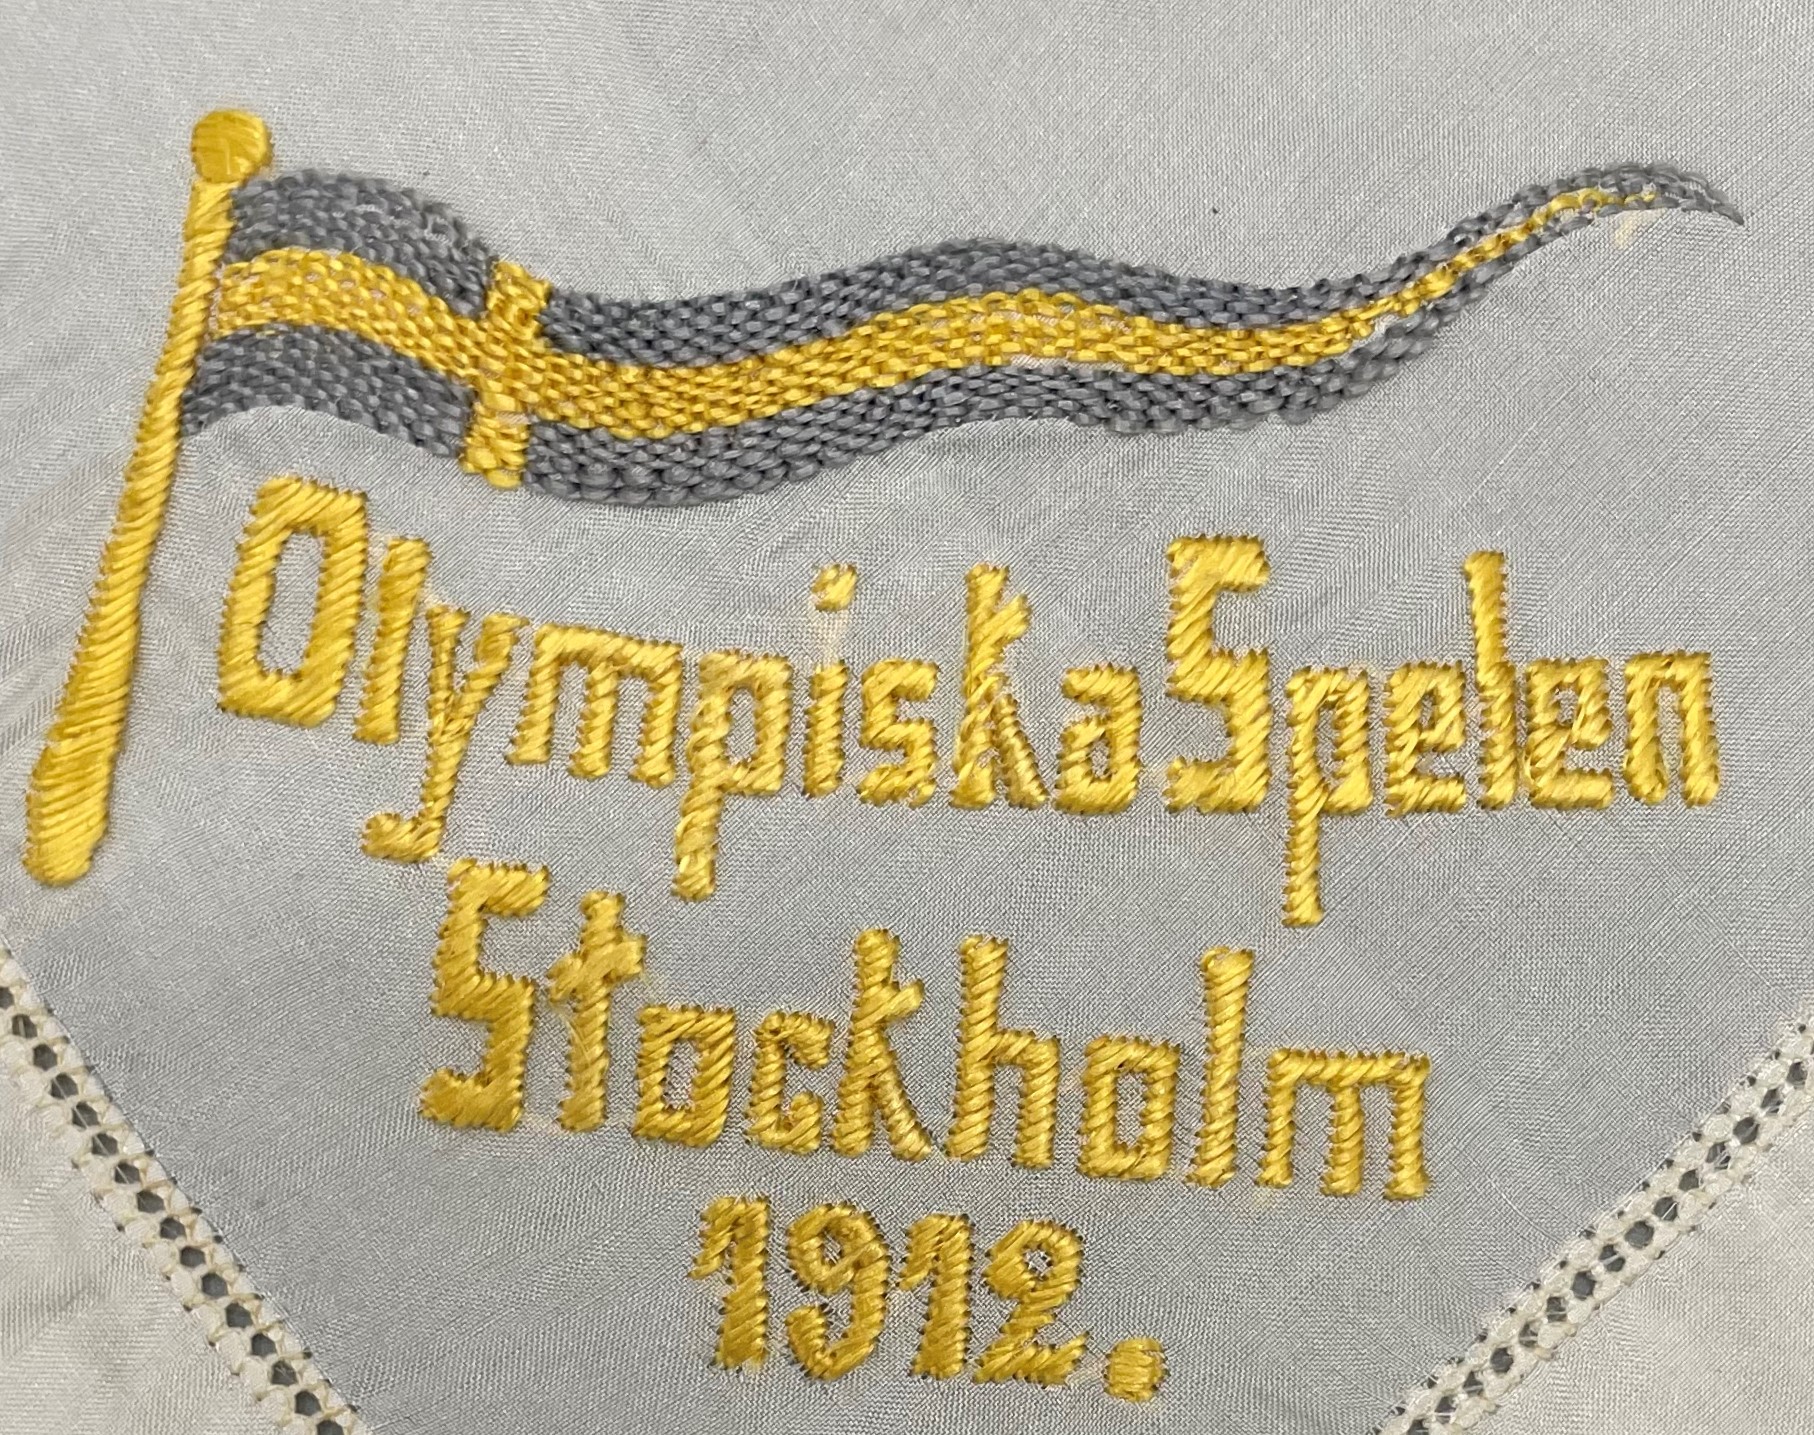 Olympiska Spelen
Stockholm
1912.